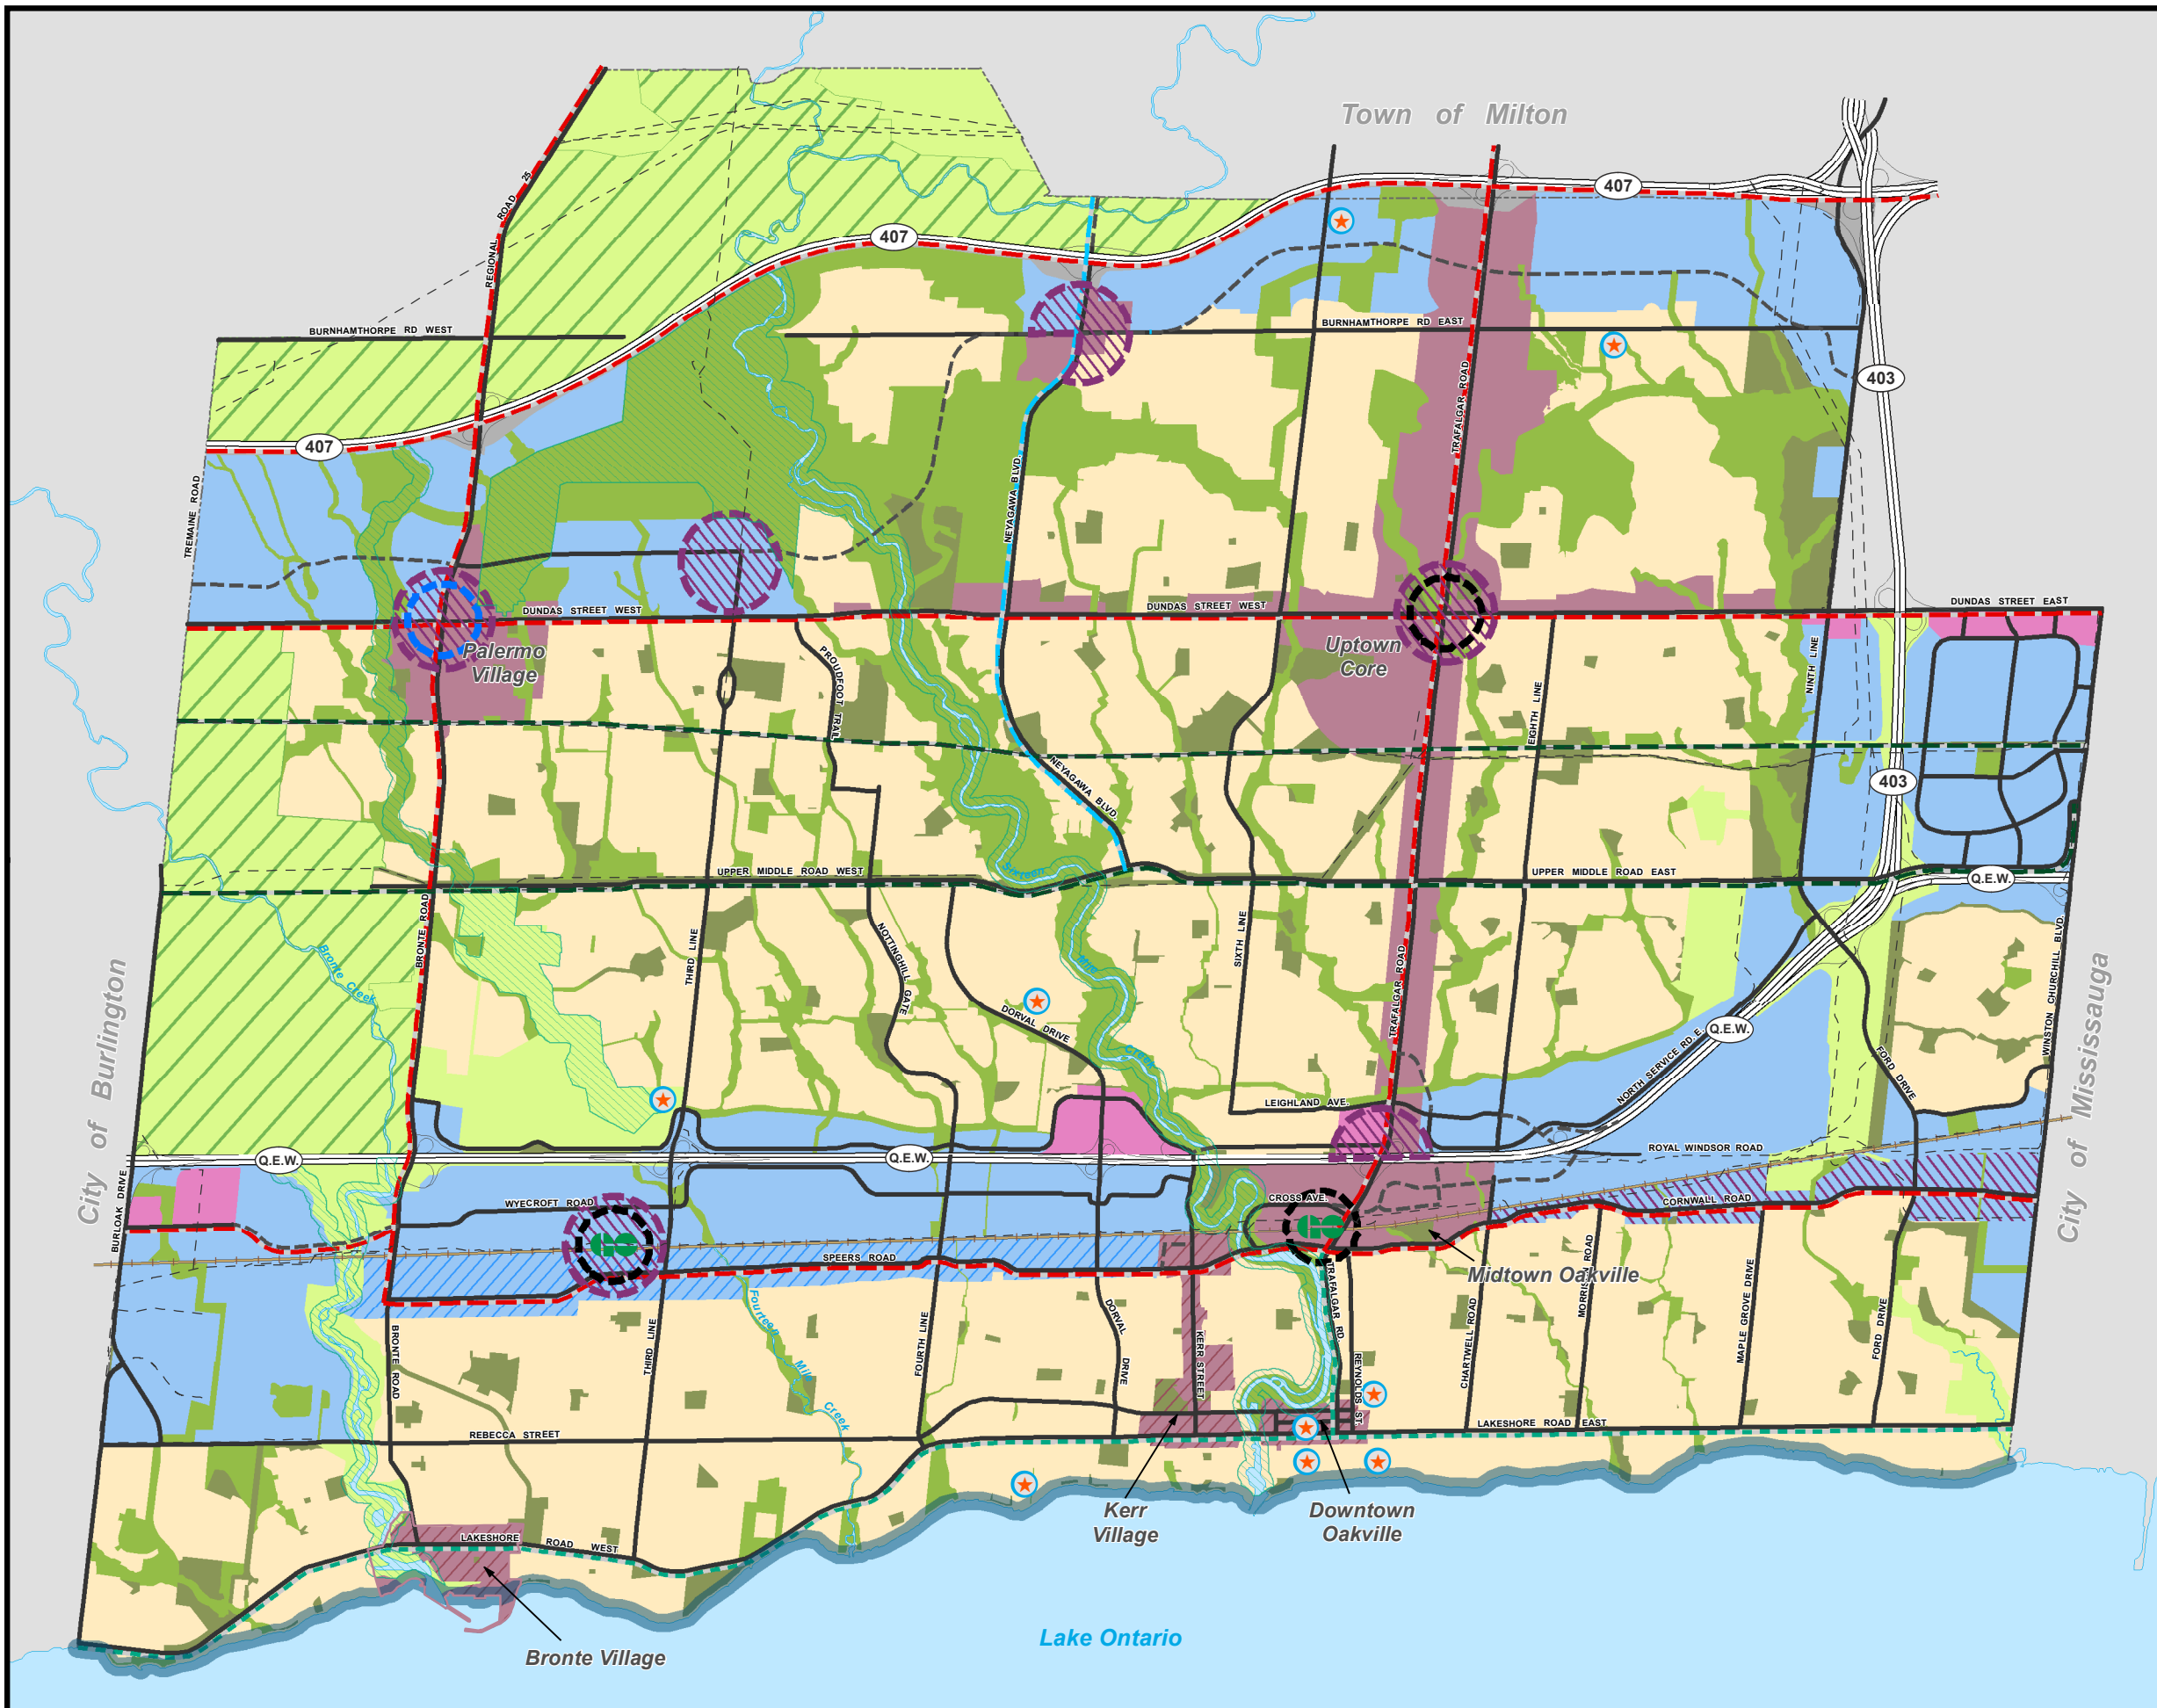 Town of Milton
407
407
REGIONAL ROAD 25
BURNHAMTHORPE RD WEST
BURNHAMTHORPE RD EAST
403
TRAFALGAR ROAD
407
TREMAINE ROAD
NEYAGAWA BLVD.
DUNDAS STREET WEST
DUNDAS STREET WEST
DUNDAS STREET EAST
Palermo
Village
Uptown
Core
PROUDFOOT TRAIL
EIGHTH LINE
NINTH LINE
NEYAGAWA BLVD.
403
UPPER MIDDLE ROAD WEST
Sixteen
UPPER MIDDLE ROAD EAST
Q.E.W.
BRONTE ROAD
THIRD LINE
NOTTINGHILL GATE
SIXTH LINE
Mile
TRAFALGAR ROAD
WINSTON CHURCHILL BLVD.
Bronte Creek
DORVAL DRIVE
Creek
Q.E.W.
NORTH SERVICE RD. E.
FORD DRIVE
City of Burlington
City of Mississauga
LEIGHLAND AVE.
Q.E.W.
Q.E.W.
ROYAL WINDSOR ROAD
BURLOAK DRIVE
WYECROFT ROAD
CROSS AVE.
CORNWALL ROAD
GO
GO
SPEERS ROAD
Midtown Oakville
BRONTE ROAD
THIRD LINE
Fourteen
Mile
Creek
FOURTH LINE
DORVAL DRIVE
KERR STREET
TRAFALGAR RD.
REYNOLDS ST.
CHARTWELL ROAD
MORRISON ROAD
MAPLE GROVE DRIVE
FORD DRIVE
REBECCA STREET
LAKESHORE ROAD EAST
Kerr
Village
Downtown
Oakville
LAKESHORE ROAD WEST
Bronte Village
Lake Ontario